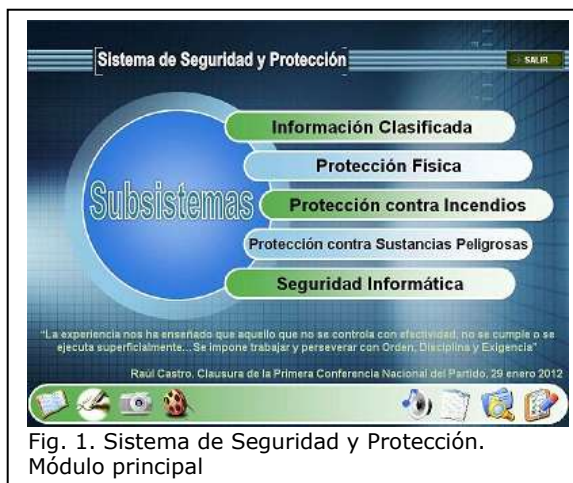 Sistema de Seguridad y Protección
SALIR
Subsistemas
Información Clasificada
Protección Física
Protección contra Incendios
Protección contra Sustancias Peligrosas
Seguridad Informática
"La experiencia nos ha enseñado que aquello que no se controla con efectividad, no se cumple o se
ejecuta superficialmente... Se impone trabajar y perseverar con Orden, Disciplina y Exigencia"
Raúl Castro. Clausura de la Primera Conferencia Nacional del Partido, 29 enero 2012
Fig. 1. Sistema de Seguridad y Protección.
Módulo principal